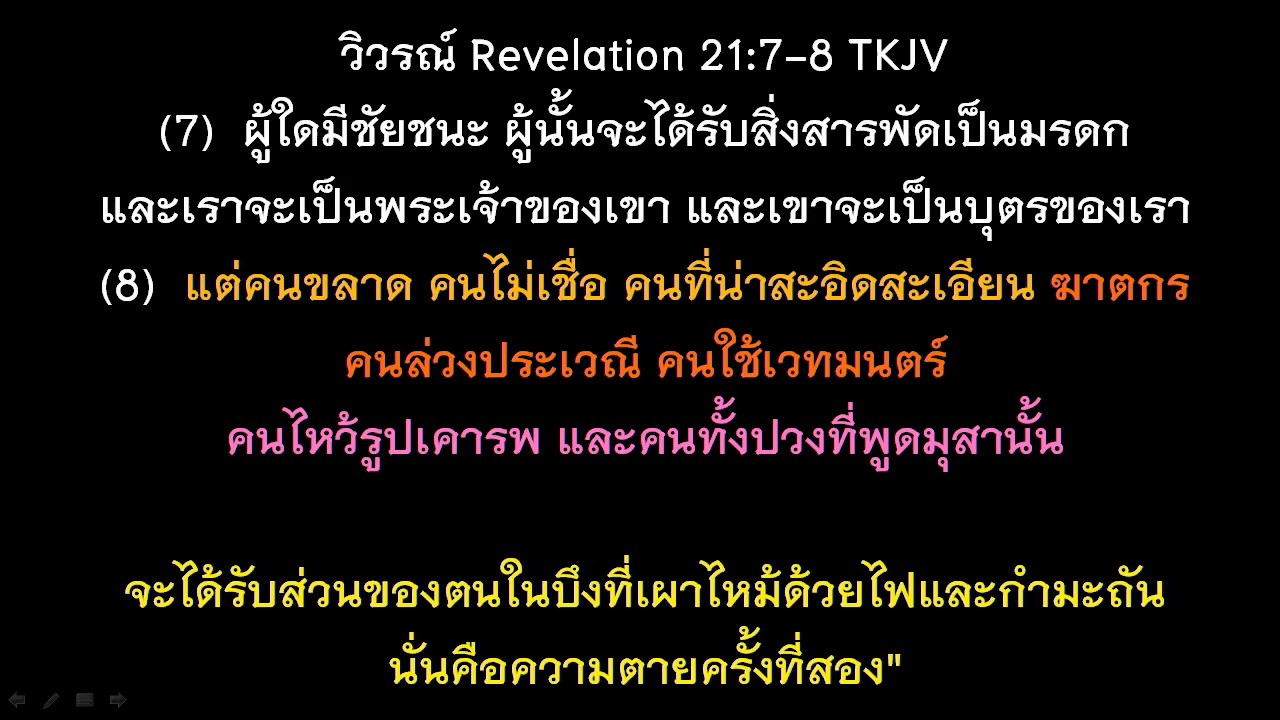 วิวรณ์ Revelation 21:7-8 TKJV
(7) ผู้ใดมีชัยชนะ ผู้นั้นจะได้รับสิ่งสารพัดเป็นมรดก
และเราจะเป็นพระเจ้าของเขา และเขาจะเป็นบุตรของเรา
(8) แต่คนขลาด คนไม่เชื่อ คนที่น่าสะอิดสะเอียน ฆาตกร
คนล่วงประเวณี คนใช้เวทมนตร์
คนไหว้รูปเคารพ และคนทั้งปวงที่พูดมุสานั้น
จะได้รับส่วนของตนในบึงที่เผาไหม้ด้วยไฟและกำมะถัน
นั่นคือความตายครั้งที่สอง"